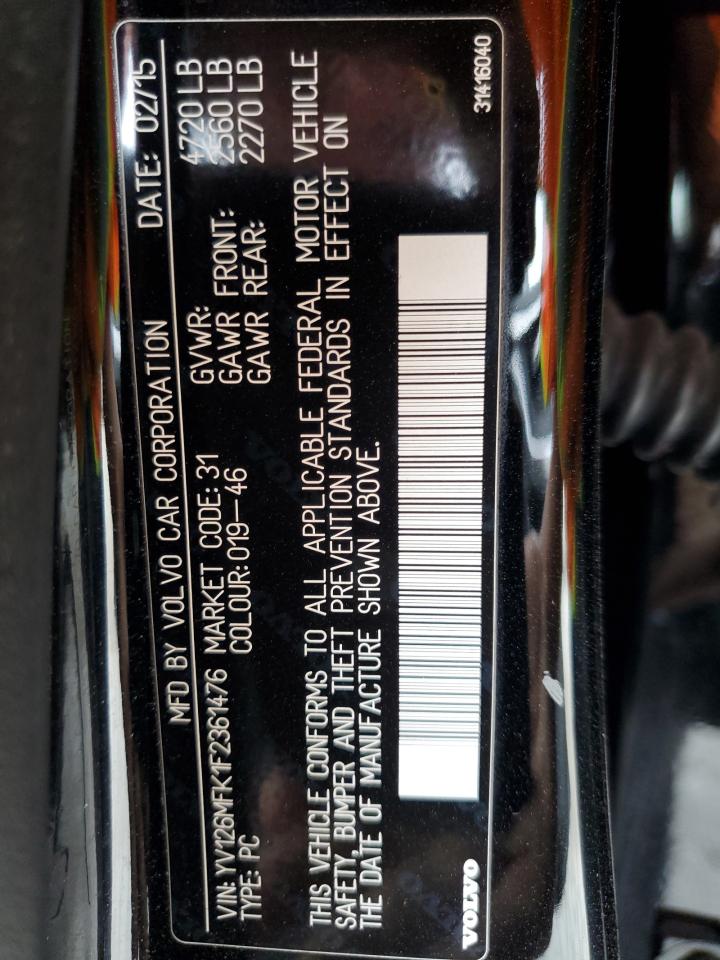 MFD BY VOLVO CAR CORPORATION DATE: 02/15
VIN: YV126MFK1F2361476 MARKET CODE: 31 GVWR: 4720 LB
TYPE: PC COLOUR: 019-46 GAWR FRONT: 2560 LB
GAWR REAR: 2270 LB
THIS VEHICLE CONFORMS TO ALL APPLICABLE FEDERAL MOTOR VEHICLE
SAFETY, BUMPER AND THEFT PREVENTION STANDARDS IN EFFECT ON
THE DATE OF MANUFACTURE SHOWN ABOVE.
VOLVO 31416040